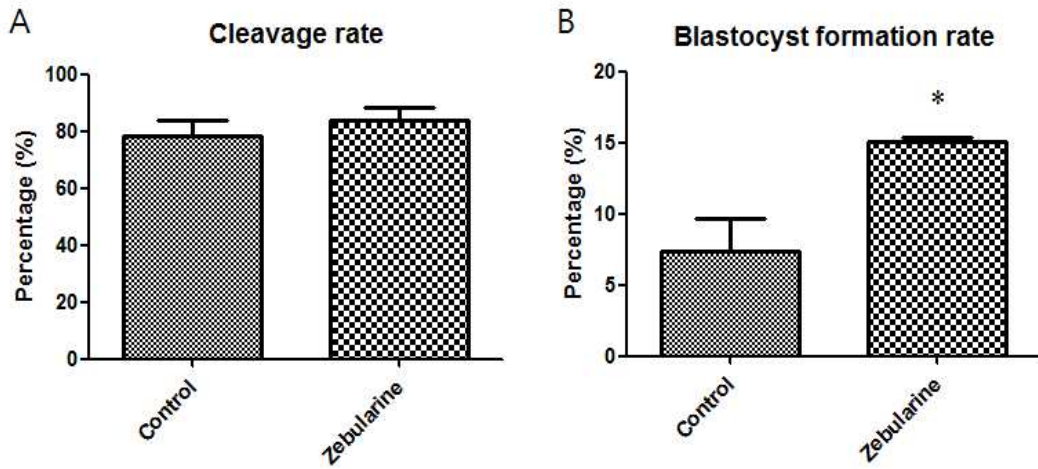 A
Cleavage rate
Percentage (%)
100
80
60
40
20
0
Control
Zebularine
B
Blastocyst formation rate
Percentage (%)
20
15
10
5
0
*
Control
Zebularine